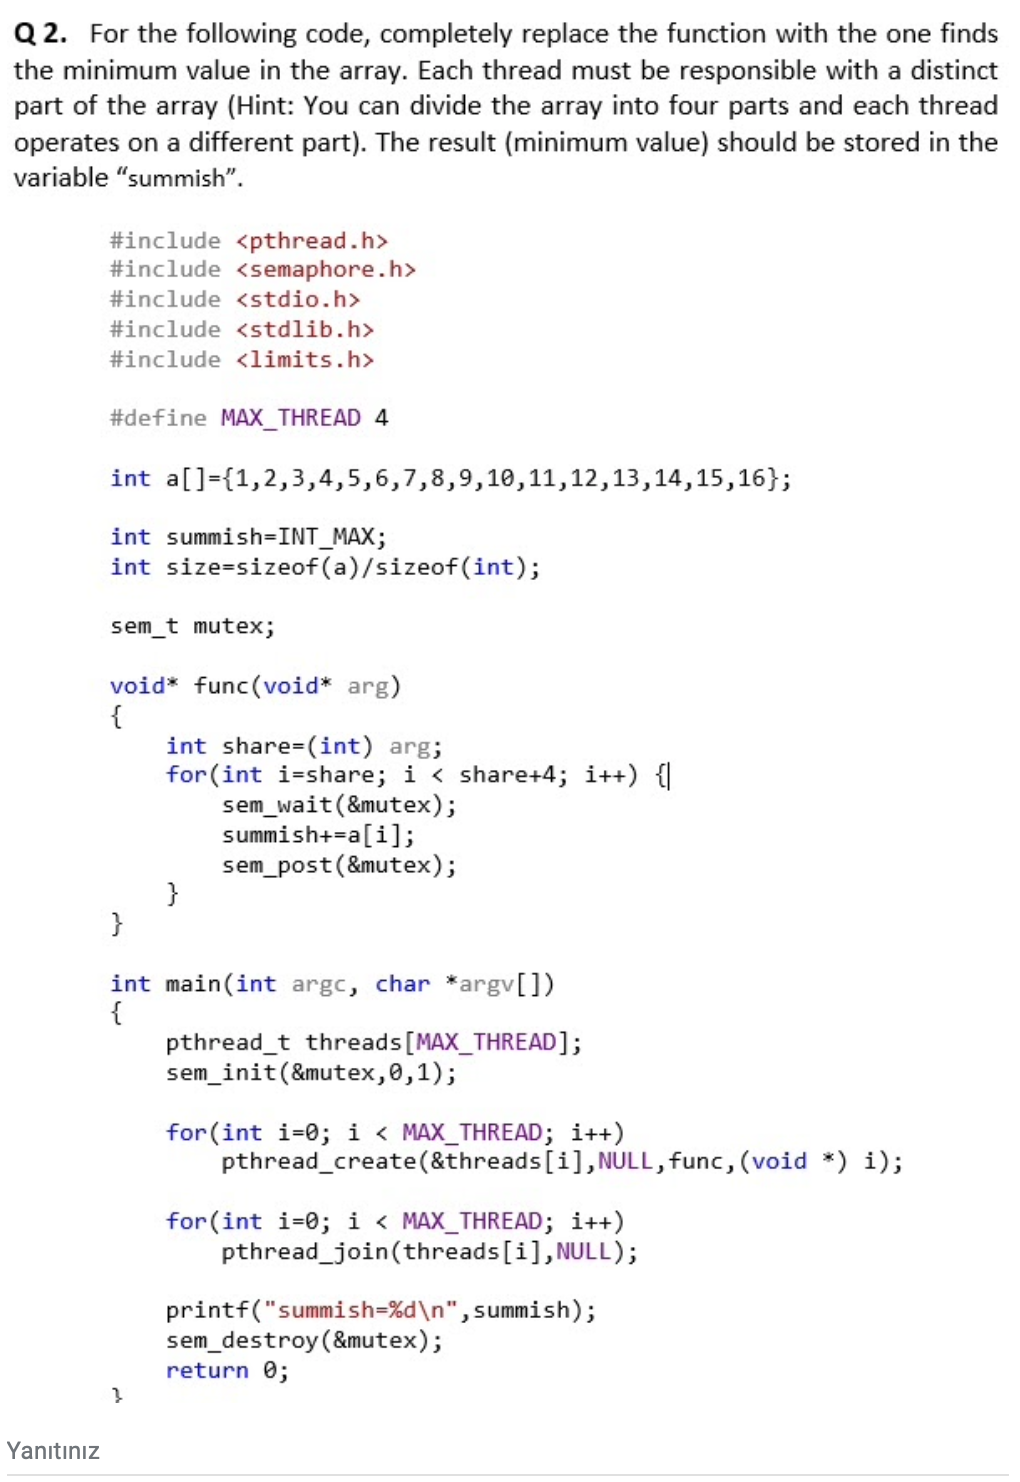 Q 2. For the following code, completely replace the function with the one finds
the minimum value in the array. Each thread must be responsible with a distinct
part of the array (Hint: You can divide the array into four parts and each thread
operates on a different part). The result (minimum value) should be stored in the
variable “summish”.
#include <pthread.h>
#include <semaphore.h>
#include <stdio.h>
#include <stdlib.h>
#include <limits.h>
#define MAX_THREAD 4
int a[]={1,2,3,4,5,6,7,8,9,10,11,12,13,14,15,16};
int summish=INT_MAX;
int size=sizeof(a)/sizeof(int);
sem_t mutex;
void* func(void* arg)
{
int share=(int) arg;
for(int i=share; i < share+4; i++) {
sem_wait(&mutex);
summish+=a[i];
sem_post(&mutex);
}
}
int main(int argc, char *argv[])
{
pthread_t threads[MAX_THREAD];
sem_init(&mutex,0,1);
for(int i=0; i < MAX_THREAD; i++)
pthread_create(&threads[i],NULL,func,(void *) i);
for(int i=0; i < MAX_THREAD; i++)
pthread_join(threads[i],NULL);
printf("summish=%d\n",summish);
sem_destroy(&mutex);
return 0;
}
Yanıtınız